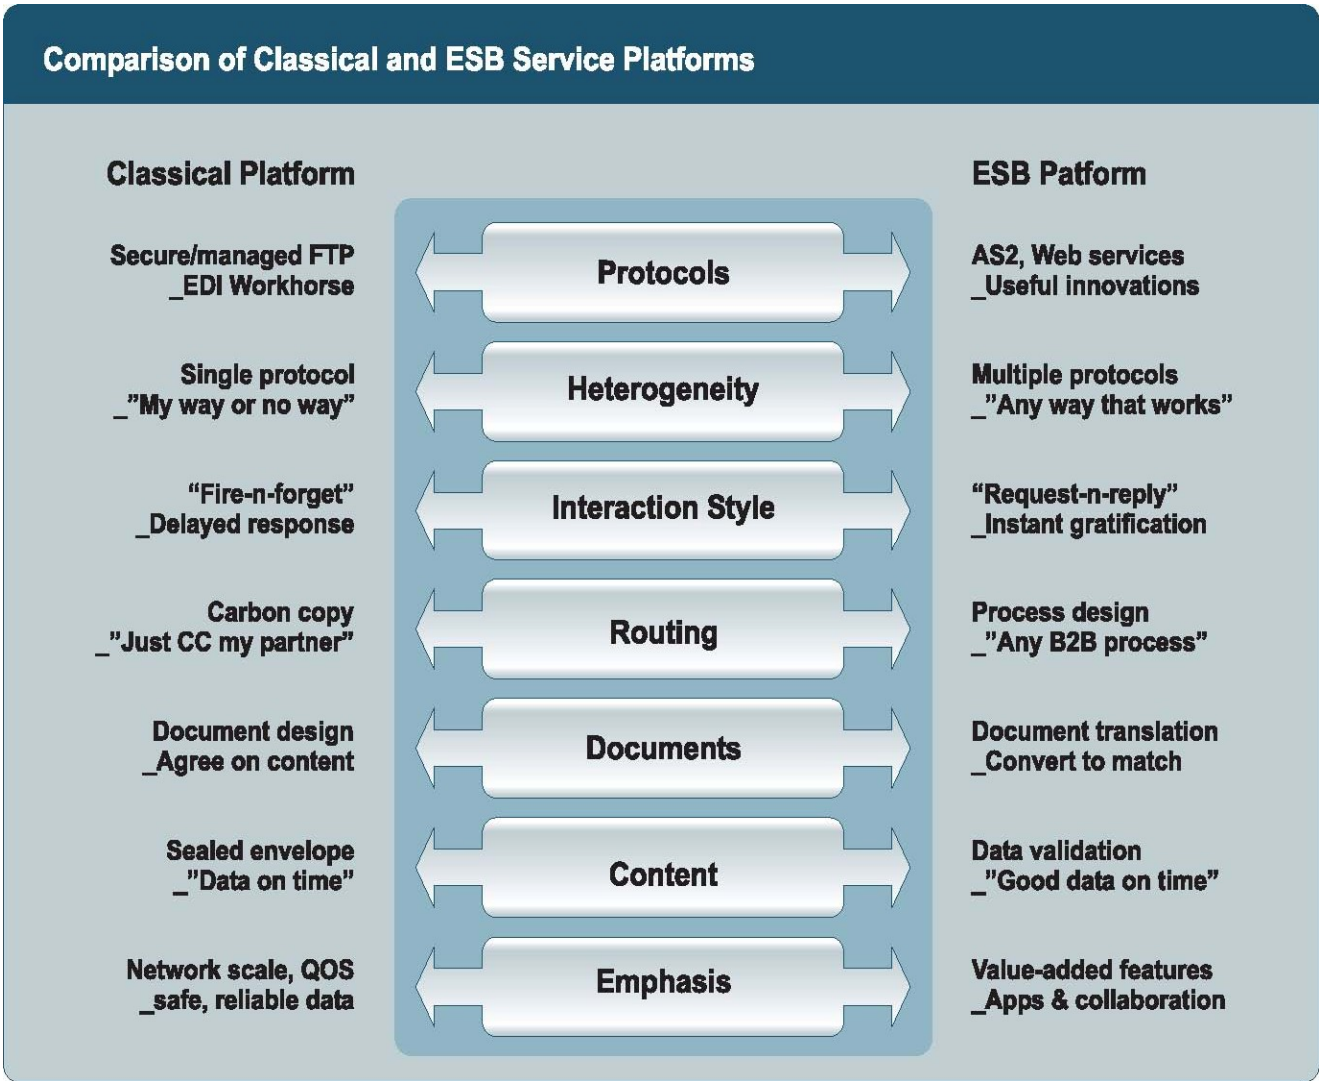 Comparison of Classical and ESB Service Platforms
Classical Platform
ESB Patform
Secure/managed FTP
_EDI Workhorse
Protocols
AS2, Web services
_Useful innovations
Single protocol
_”My way or no way”
Heterogeneity
Multiple protocols
_”Any way that works”
“Fire-n-forget”
_Delayed response
Interaction Style
“Request-n-reply”
_Instant gratification
Carbon copy
_”Just CC my partner”
Routing
Process design
_”Any B2B process”
Document design
_Agree on content
Documents
Document translation
_Convert to match
Sealed envelope
_”Data on time”
Content
Data validation
_”Good data on time”
Network scale, QOS
_safe, reliable data
Emphasis
Value-added features
_Apps & collaboration